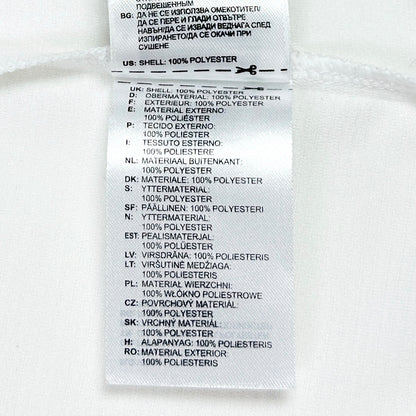 ПОДВЕШЕННЫМ
BG: ДА НЕ СЕ ИЗПОЛЗВА ОМЕКОТИТЕЛ!
ДА СЕ ПЕРЕ И ГЛАДИ ОТВЪТРЕ
НАВЪН!ДА СЕ ИЗВАДИ ВЕДНАГА СЛЕД
ИЗПИРАНЕТО!ДА СЕ ОКАЧИ ПРИ
СУШЕНЕ
US: SHELL: 100% POLYESTER
UK: SHELL: 100% POLYESTER
D: OBERMATERIAL: 100% POLYESTER
F: EXTERIEUR: 100% POLYESTER
E: MATERIAL EXTERNO:
100% POLIÉSTER
P: TECIDO EXTERNO:
100% POLIÉSTER
I: TESSUTO ESTERNO:
100% POLIESTERE
NL: MATERIAAL BUITENKANT:
100% POLYESTER
DK: MATERIALE: 100% POLYESTER
S: YTTERMATERIAL:
100% POLYESTER
SF: PÄÄLLINEN: 100% POLYESTERI
N: YTTERMATERIAL:
100% POLYESTER
EST: PEALISMATERJAL:
100% POLÜESTER
LV: VIRSDRĀNA: 100% POLIESTERIS
LT: VIRŠUTINĖ MEDŽIAGA:
100% POLIESTERIS
PL: MATERIAŁ WIERZCHNI:
100% WŁÓKNO POLIESTROWE
CZ: POVRCHOVÝ MATERIÁL:
100% POLYESTER
SK: VRCHNÝ MATERIÁL:
100% POLYESTER
H: ALAPANYAG: 100% POLIESTERIS
RO: MATERIAL EXTERIOR:
100% POLIESTER